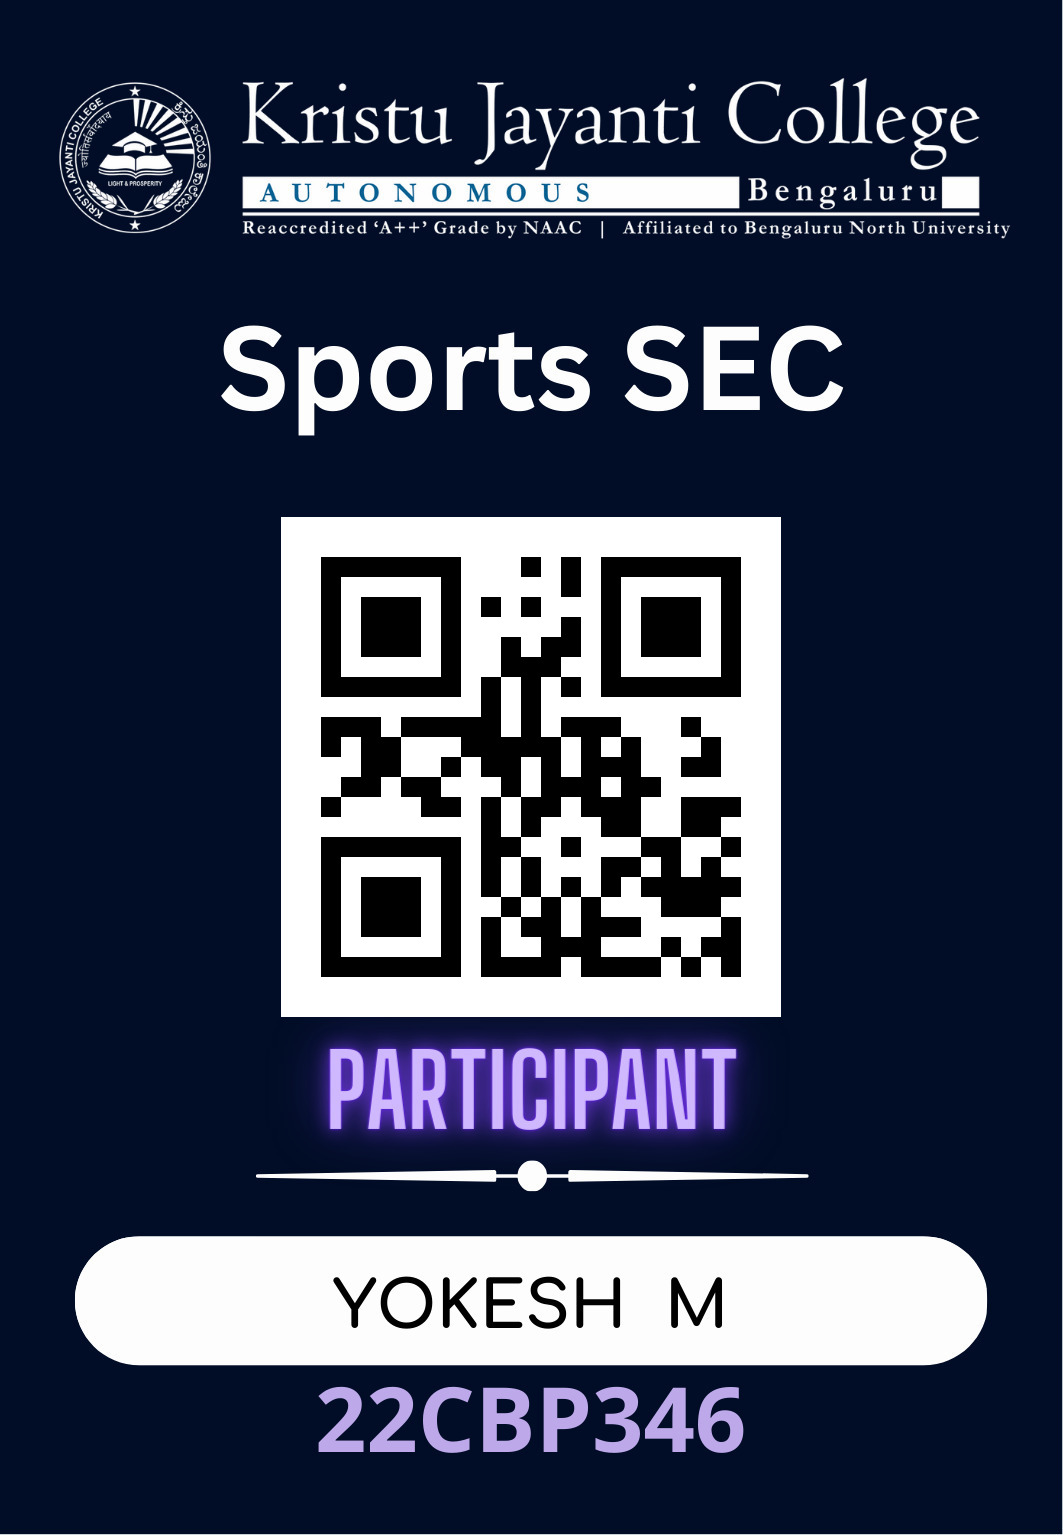 KRISTU JAYANTI COLLEGE
LIGHT & PROSPERITY
Kristu Jayanti College
AUTONOMOUS Bengaluru
Reaccredited ‘A++’ Grade by NAAC | Affiliated to Bengaluru North University
Sports SEC
PARTICIPANT
YOKESH M
22CBP346